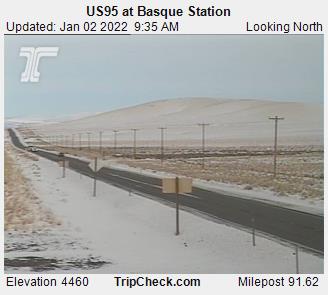 US95 at Basque Station
Updated: Jan 02 2022 9:35 AM Looking North
Elevation 4460 TripCheck.com Milepost 91.62